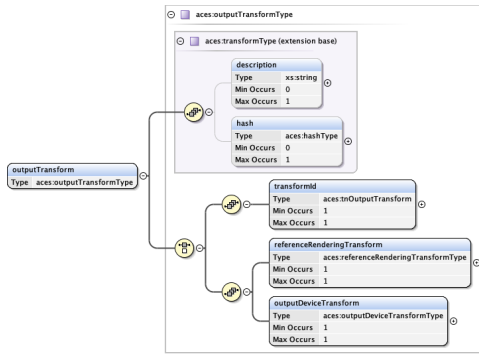 aces:outputTransformType
aces:transformType (extension base)
description
Type xs:string
Min Occurs 0
Max Occurs 1
hash
Type aces:hashType
Min Occurs 0
Max Occurs 1
outputTransform
Type aces:outputTransformType
transformId
Type aces:tnOutputTransform
Min Occurs 1
Max Occurs 1
referenceRenderingTransform
Type aces:referenceRenderingTransformType
Min Occurs 1
Max Occurs 1
outputDeviceTransform
Type aces:outputDeviceTransformType
Min Occurs 1
Max Occurs 1